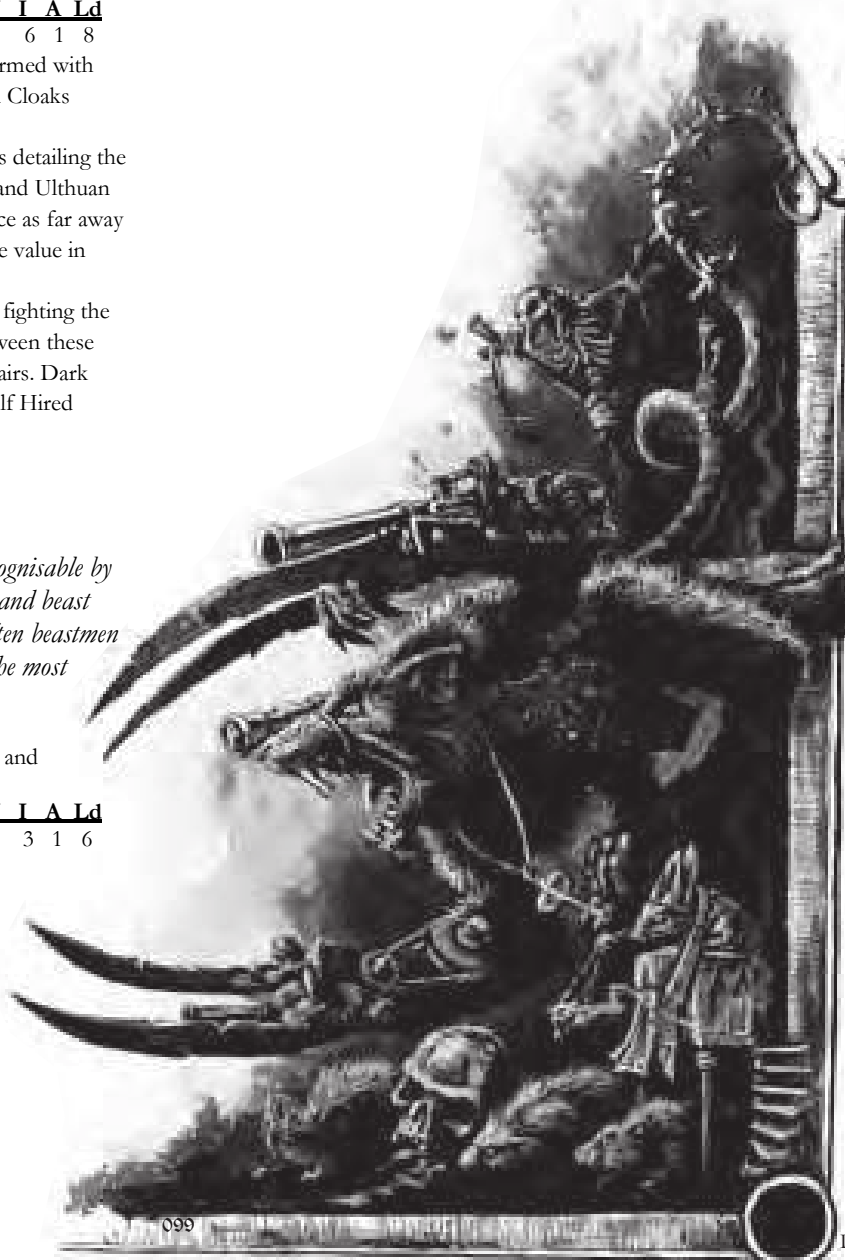 I A Ld
6 1 8
rmed with
Cloaks
s detailing the
and Ulthuan
ce as far away
e value in
fighting the
ween these
airs. Dark
lf Hired
ognisable by
and beast
ten beastmen
he most
and
I A Ld
3 1 6
099